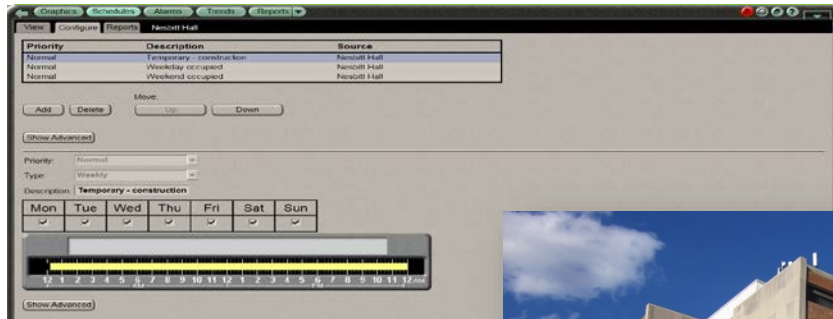 Graphics Schedules Alarms Trends Reports
View Configure Reports Nesbitt Hall
Priority Description Source
Normal Temporary - construction Nesbitt Hall
Normal Weekday occupied Nesbitt Hall
Normal Weekend occupied Nesbitt Hall
Move:
Add Delete Up Down
Show Advanced
Priority: Normal
Type: Weekly
Description: Temporary - construction
Mon Tue Wed Thu Fri Sat Sun
12 1 2 3 4 5 6 7 8 9 10 11 12 1 2 3 4 5 6 7 8 9 10 11 12 AM
AM PM
Show Advanced